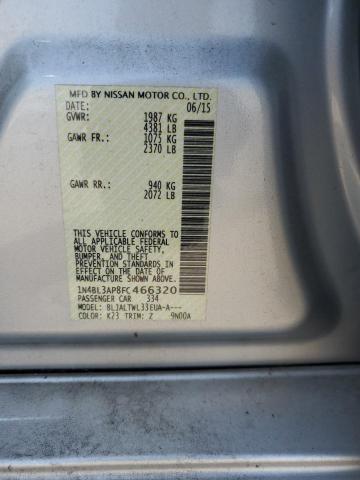 MFD BY NISSAN MOTOR CO., LTD.
DATE: 06/15
GVWR: 1987 KG
4381 LB
GAWR FR: 1075 KG
2370 LB
GAWR RR: 940 KG
2072 LB
THIS VEHICLE CONFORMS TO
ALL APPLICABLE FEDERAL
MOTOR VEHICLE SAFETY,
BUMPER, AND THEFT
PREVENTION STANDARDS
IN EFFECT ON THE DATE OF
MANUFACTURE SHOWN ABOVE.
1N4BL3AP8FC466320
PASSENGER CAR 334
MODEL: BLJALTWL33EUA-A---
COLOR: K23 TRIM: Z 9N00A